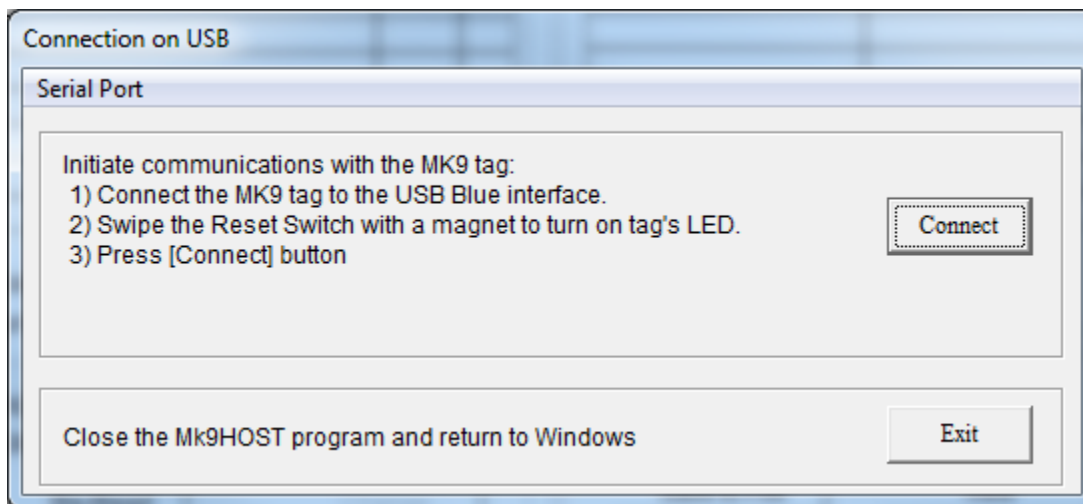 Connection on USB
Serial Port
Initiate communications with the MK9 tag:
1) Connect the MK9 tag to the USB Blue interface.
2) Swipe the Reset Switch with a magnet to turn on tag's LED.
3) Press [Connect] button
Connect
Close the Mk9HOST program and return to Windows
Exit